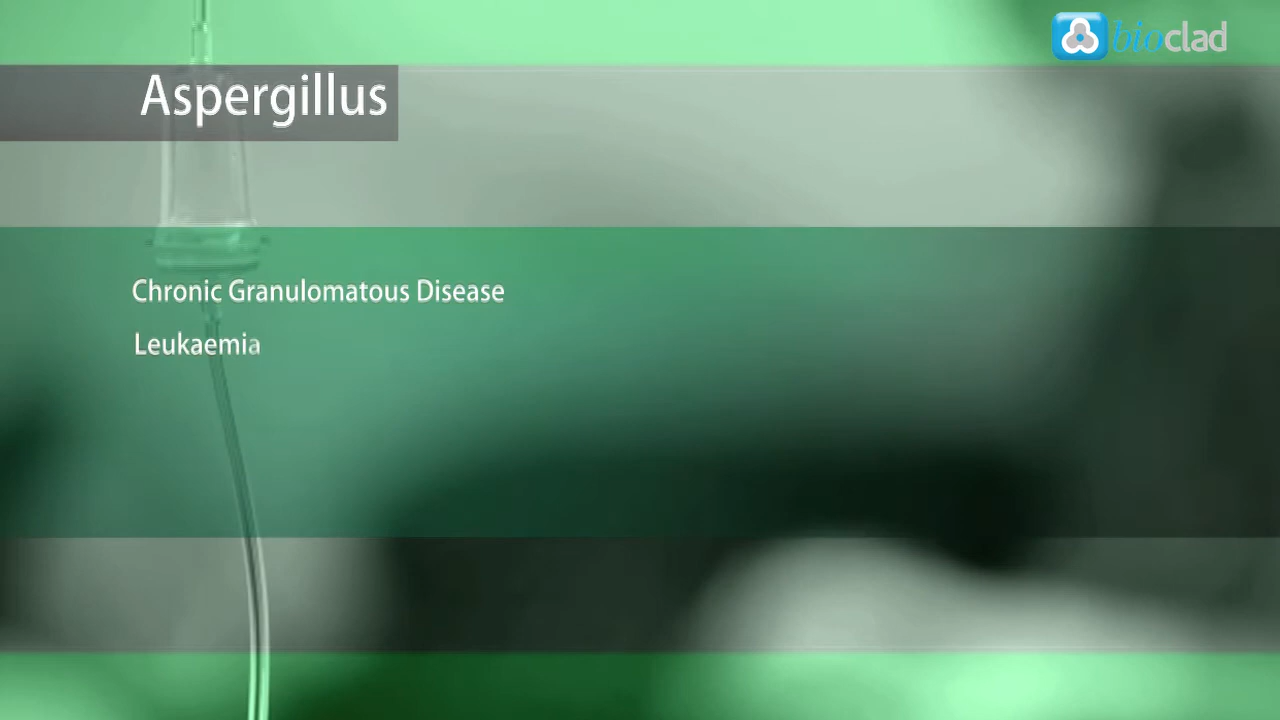 bioclad
Aspergillus
Chronic Granulomatous Disease
Leukaemia